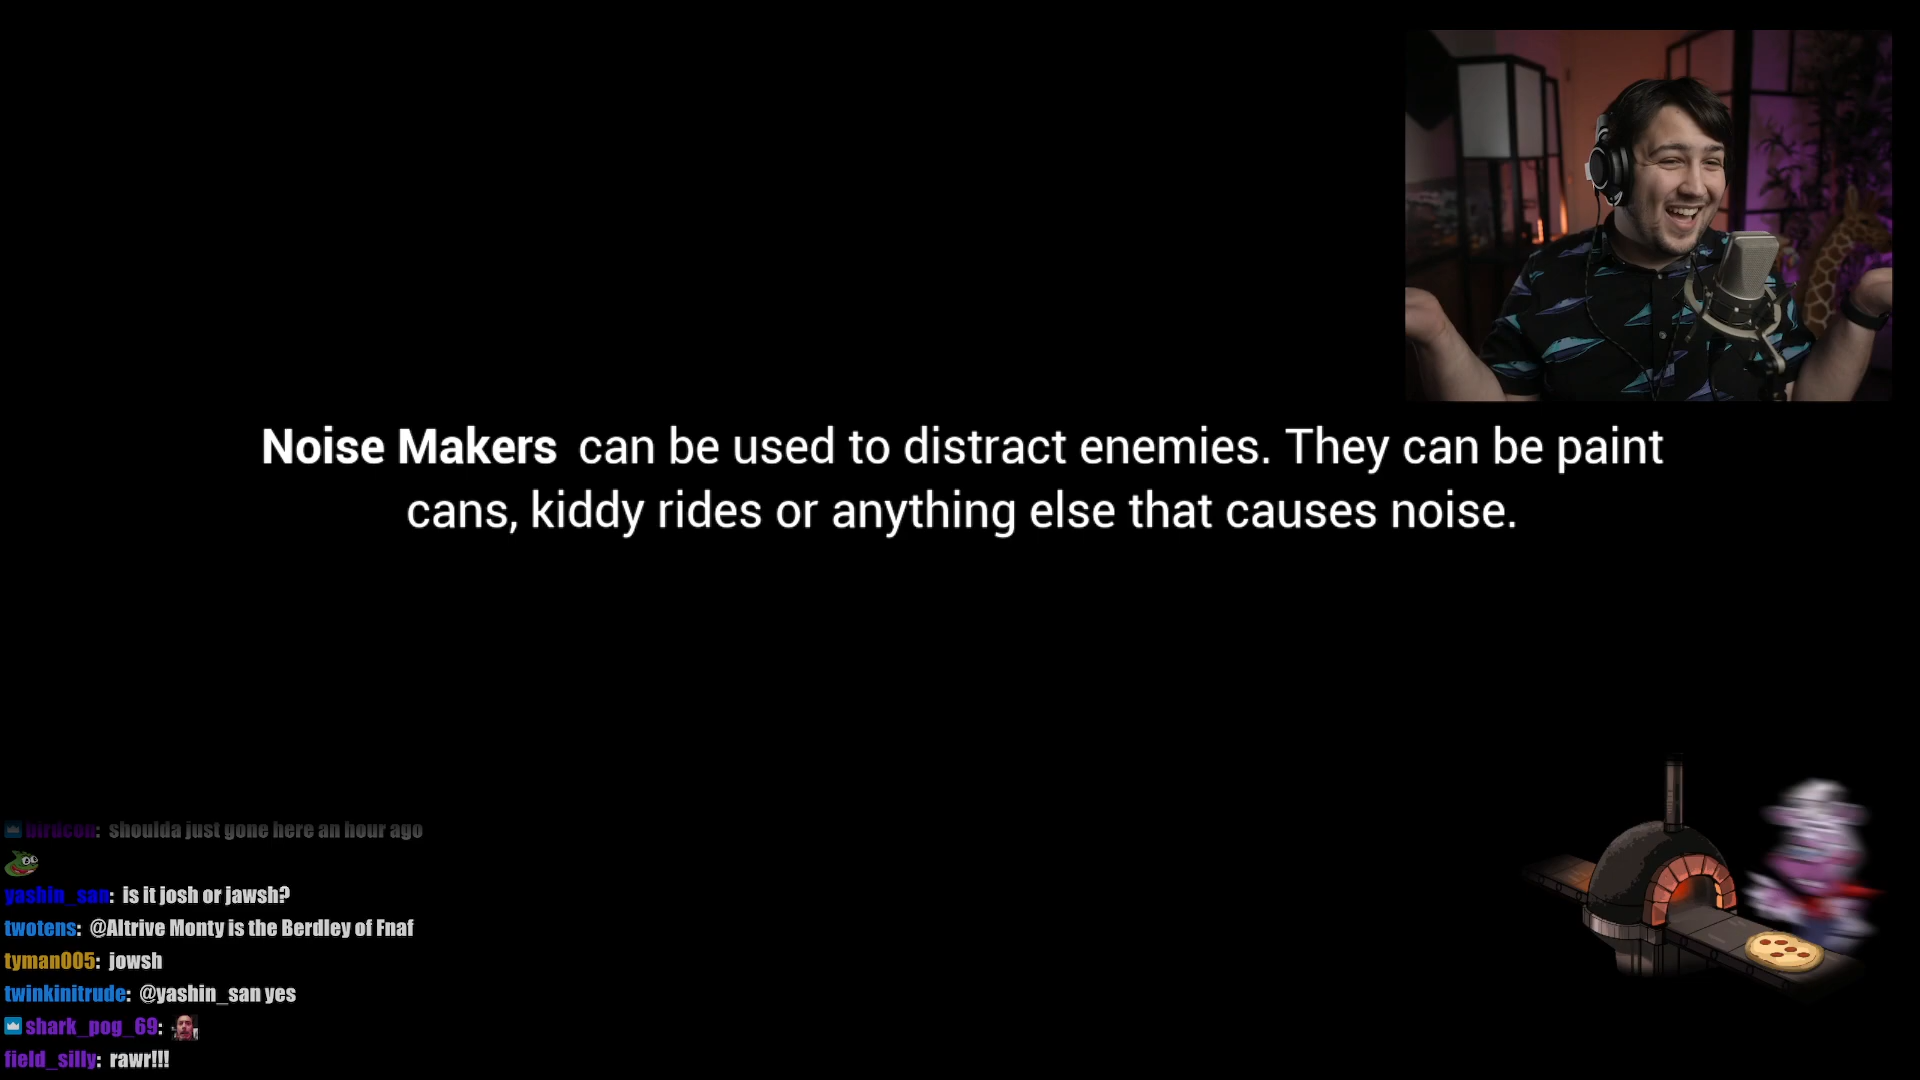 Noise Makers can be used to distract enemies. They can be paint
cans, kiddy rides or anything else that causes noise.
birdcon: shoulda just gone here an hour ago
yashin_san: is it josh or jawsh?
twotens: @Altrive Monty is the Berdley of Fnaf
tyman005: jowsh
twinkinitrude: @yashin_san yes
shark_pog_69:
field_silly: rawr!!!